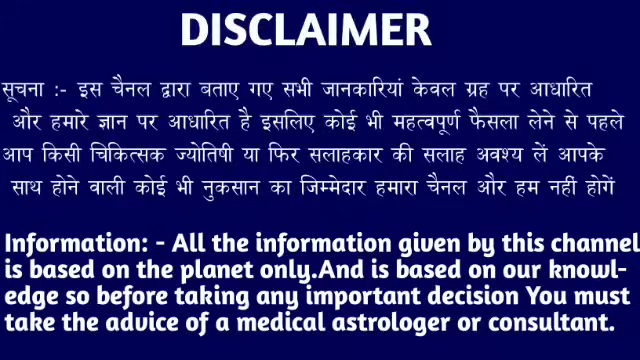 DISCLAIMER
सूचना :- इस चैनल द्वारा बताए गए सभी जानकारियां केवल ग्रह पर आधारित
और हमारे ज्ञान पर आधारित है इसलिए कोई भी महत्वपूर्ण फैसला लेने से पहले
आप किसी चिकित्सक ज्योतिषी या फिर सलाहकार की सलाह अवश्य लें आपके
साथ होने वाली कोई भी नुकसान का जिम्मेदार हमारा चैनल और हम नहीं होगें
Information: - All the information given by this channel
is based on the planet only.And is based on our knowl-
edge so before taking any important decision You must
take the advice of a medical astrologer or consultant.